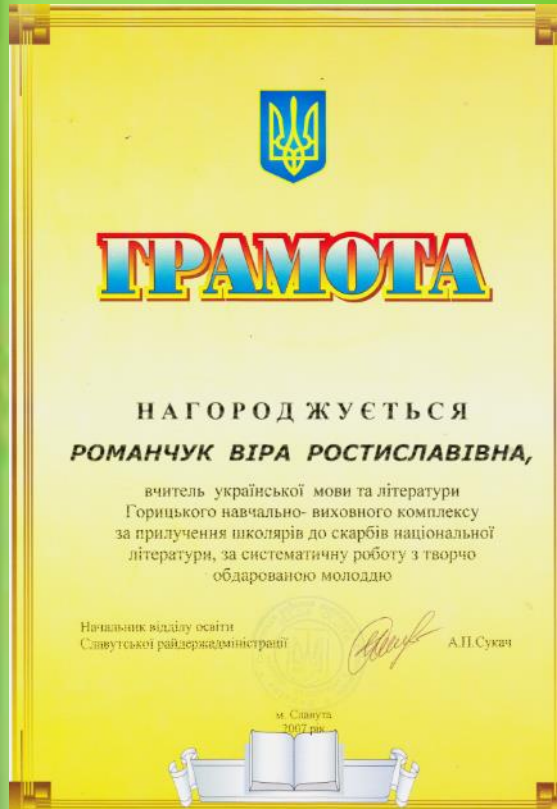 ГРАМОТА
НАГОРОДЖУЄТЬСЯ
РОМАНЧУК ВІРА РОСТИСЛАВІВНА,
вчитель української мови та літератури
Горицького навчально- виховного комплексу
за прилучення школярів до скарбів національної
літератури, за систематичну роботу з творчо
обдарованою молоддю
Начальник відділу освіти
Славутської райдержадміністрації А.П.Сукач
м. Славута
2007 рік